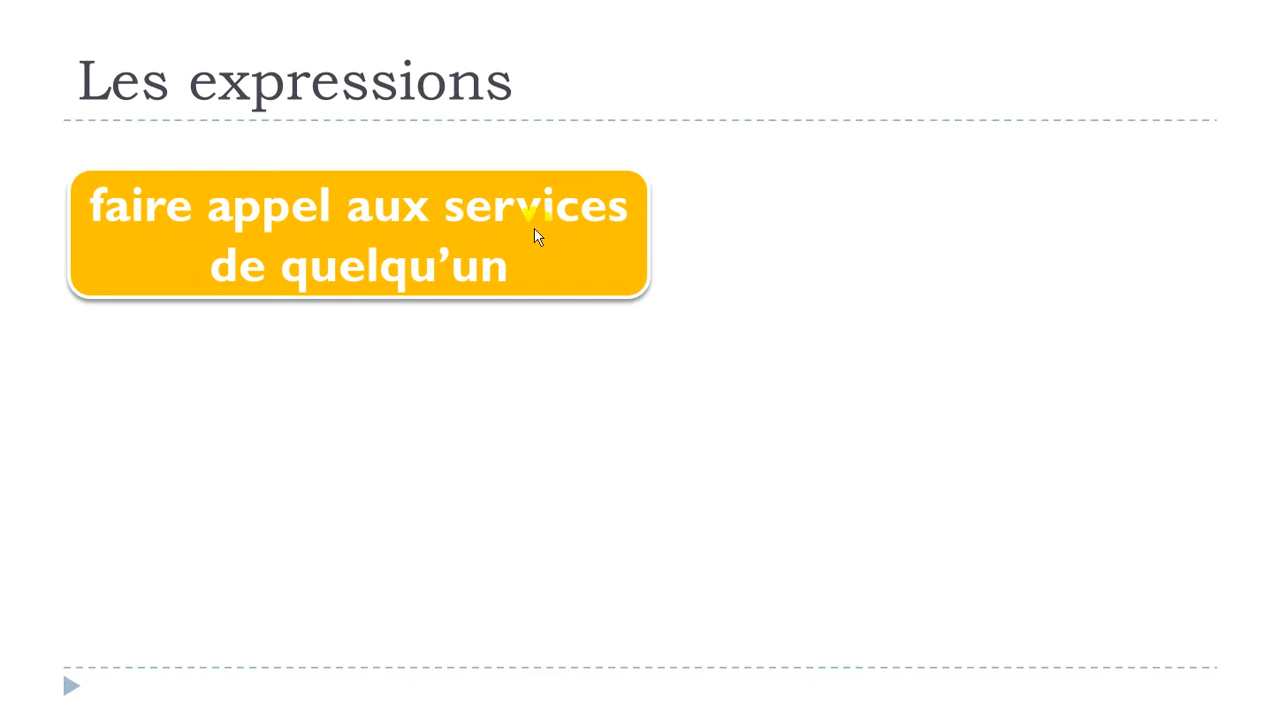 Les expressions
faire appel aux services
de quelqu’un